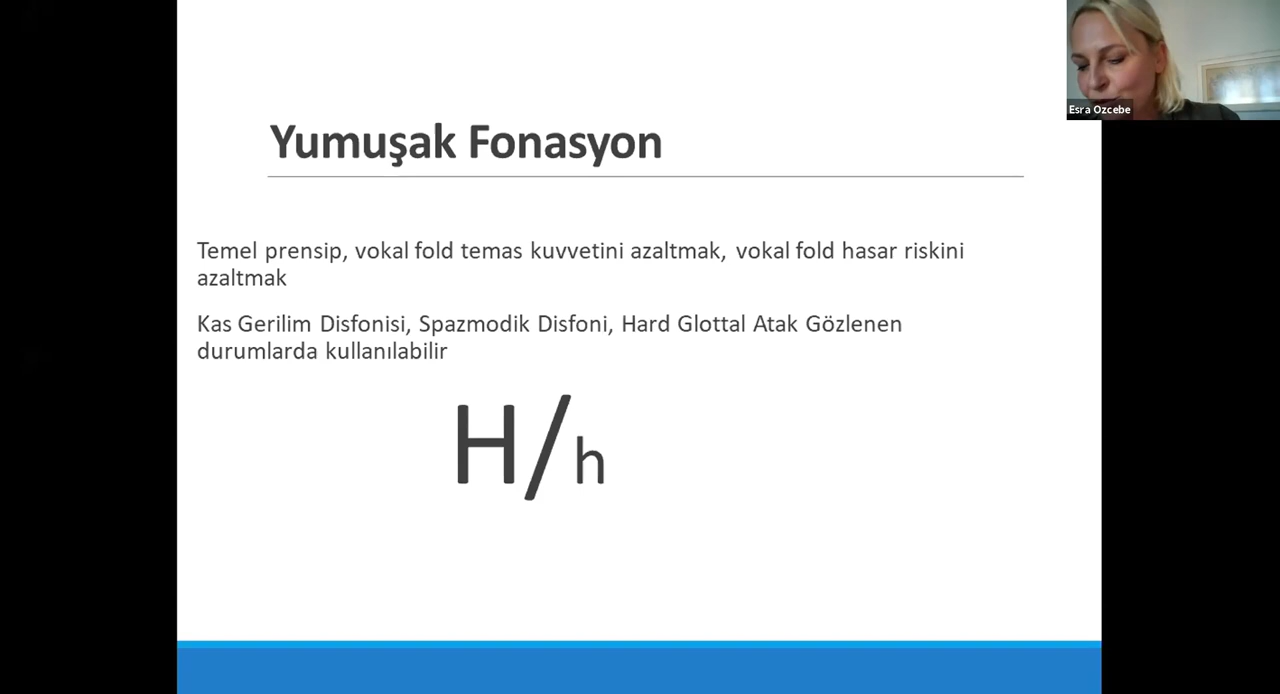 Yumuşak Fonasyon
Esra Ozcebe
Temel prensip, vokal fold temas kuvvetini azaltmak, vokal fold hasar riskini
azaltmak
Kas Gerilim Disfonisi, Spazmodik Disfoni, Hard Glottal Atak Gözlenen
durumlarda kullanılabilir
H/h